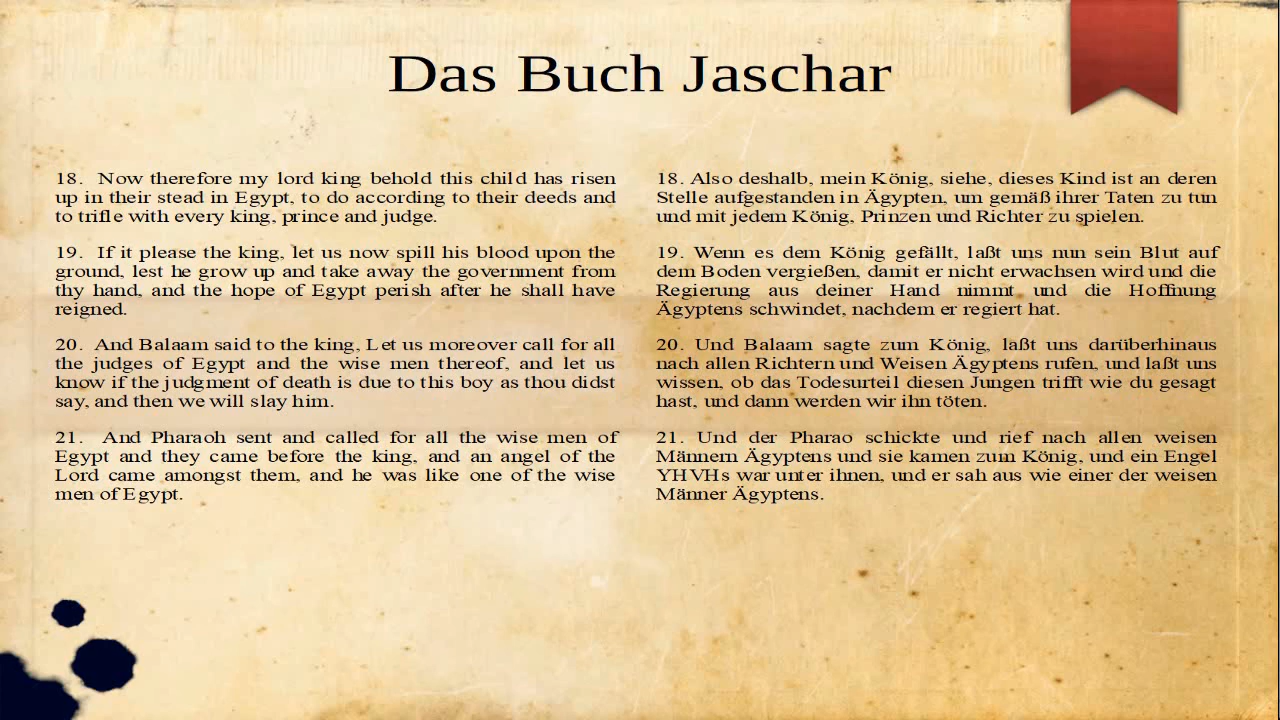 Das Buch Jaschar
18. Now therefore my lord king behold this child has risen
up in their stead in Egypt, to do according to their deeds and
to trifle with every king, prince and judge.
19. If it please the king, let us now spill his blood upon the
ground, lest he grow up and take away the government from
thy hand, and the hope of Egypt perish after he shall have
reigned.
20. And Balaam said to the king, Let us moreover call for all
the judges of Egypt and the wise men thereof, and let us
know if the judgment of death is due to this boy as thou didst
say, and then we will slay him.
21. And Pharaoh sent and called for all the wise men of
Egypt and they came before the king, and an angel of the
Lord came amongst them, and he was like one of the wise
men of Egypt.
18. Also deshalb, mein König, siehe, dieses Kind ist an deren
Stelle aufgestanden in Ägypten, um gemäß ihrer Taten zu tun
und mit jedem König, Prinzen und Richter zu spielen.
19. Wenn es dem König gefällt, laßt uns nun sein Blut auf
dem Boden vergießen, damit er nicht erwachsen wird und die
Regierung aus deiner Hand nimmt und die Hoffnung
Ägyptens schwindet, nachdem er regiert hat.
20. Und Balaam sagte zum König, laßt uns darüberhinaus
nach allen Richtern und Weisen Ägyptens rufen, und laßt uns
wissen, ob das Todesurteil diesen Jungen trifft wie du gesagt
hast, und dann werden wir ihn töten.
21. Und der Pharao schickte und rief nach allen weisen
Männern Ägyptens und sie kamen zum König, und ein Engel
YHVHs war unter ihnen, und er sah aus wie einer der weisen
Männer Ägyptens.